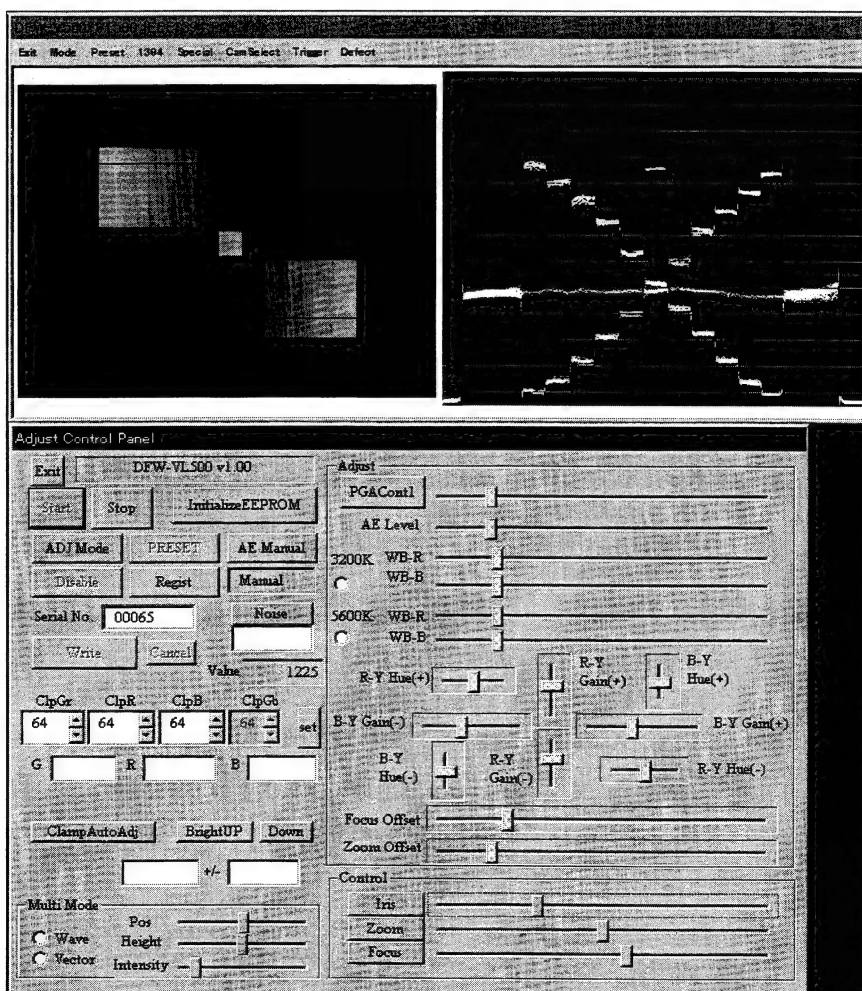 Exit Mode Preset 1394 Special CamSelect Trigger Defect
Adjust Control Panel
Exit DFW-VL500 v1.00
Start Stop InitializeEEPROM
ADJ Mode PRESET AE Manual
Disable Regist Manual
Serial No. 00065 Noise
Write Cancel
Value 1225
ClpGr ClpR ClpB ClpGb
64 64 64 64 set
G R B
ClampAutoAdj BrightUP Down
+/-
Multi Mode
Pos
Wave Height
Vector Intensity
Adjust
PGACont1
AE Level
3200K WB-R
WB-B
5600K WB-R
WB-B
R-Y Hue(+) R-Y Gain(+) B-Y Hue(+)
B-Y Gain(-) B-Y Gain(+)
B-Y Hue(-) R-Y Gain(-) R-Y Hue(-)
Focus Offset
Zoom Offset
Control
Iris
Zoom
Focus